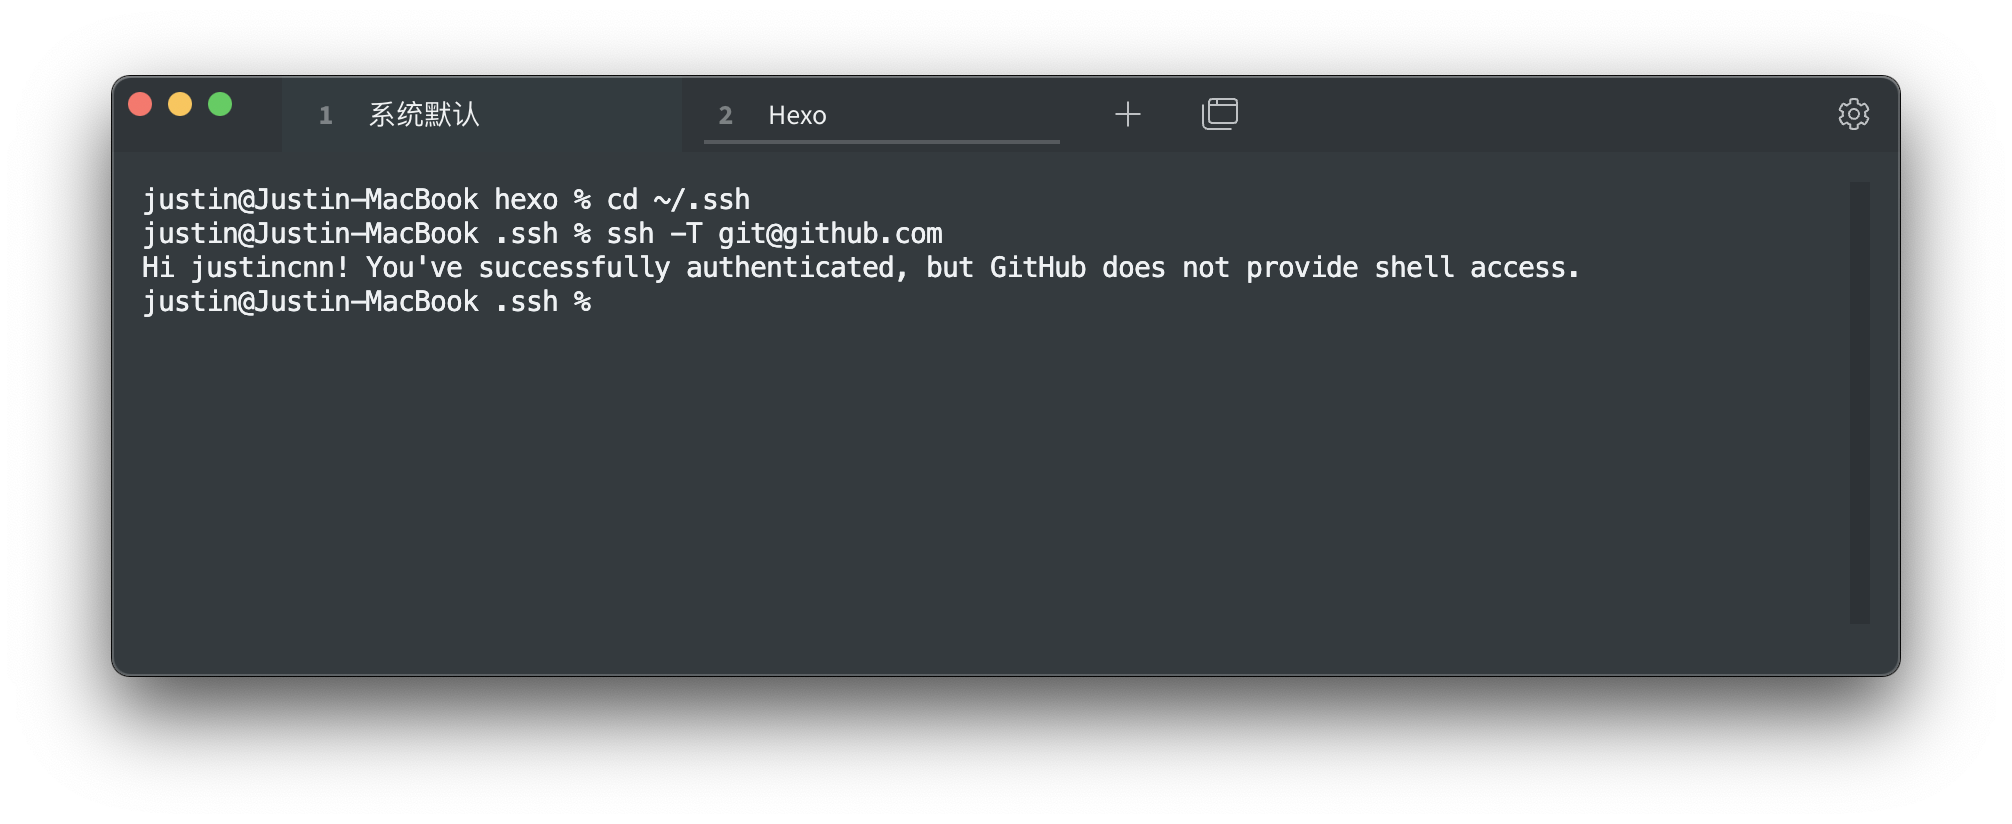 1 系统默认 2 Hexo
justin@Justin-MacBook hexo % cd ~/.ssh
justin@Justin-MacBook .ssh % ssh -T git@github.com
Hi justincnn! You've successfully authenticated, but GitHub does not provide shell access.
justin@Justin-MacBook .ssh %